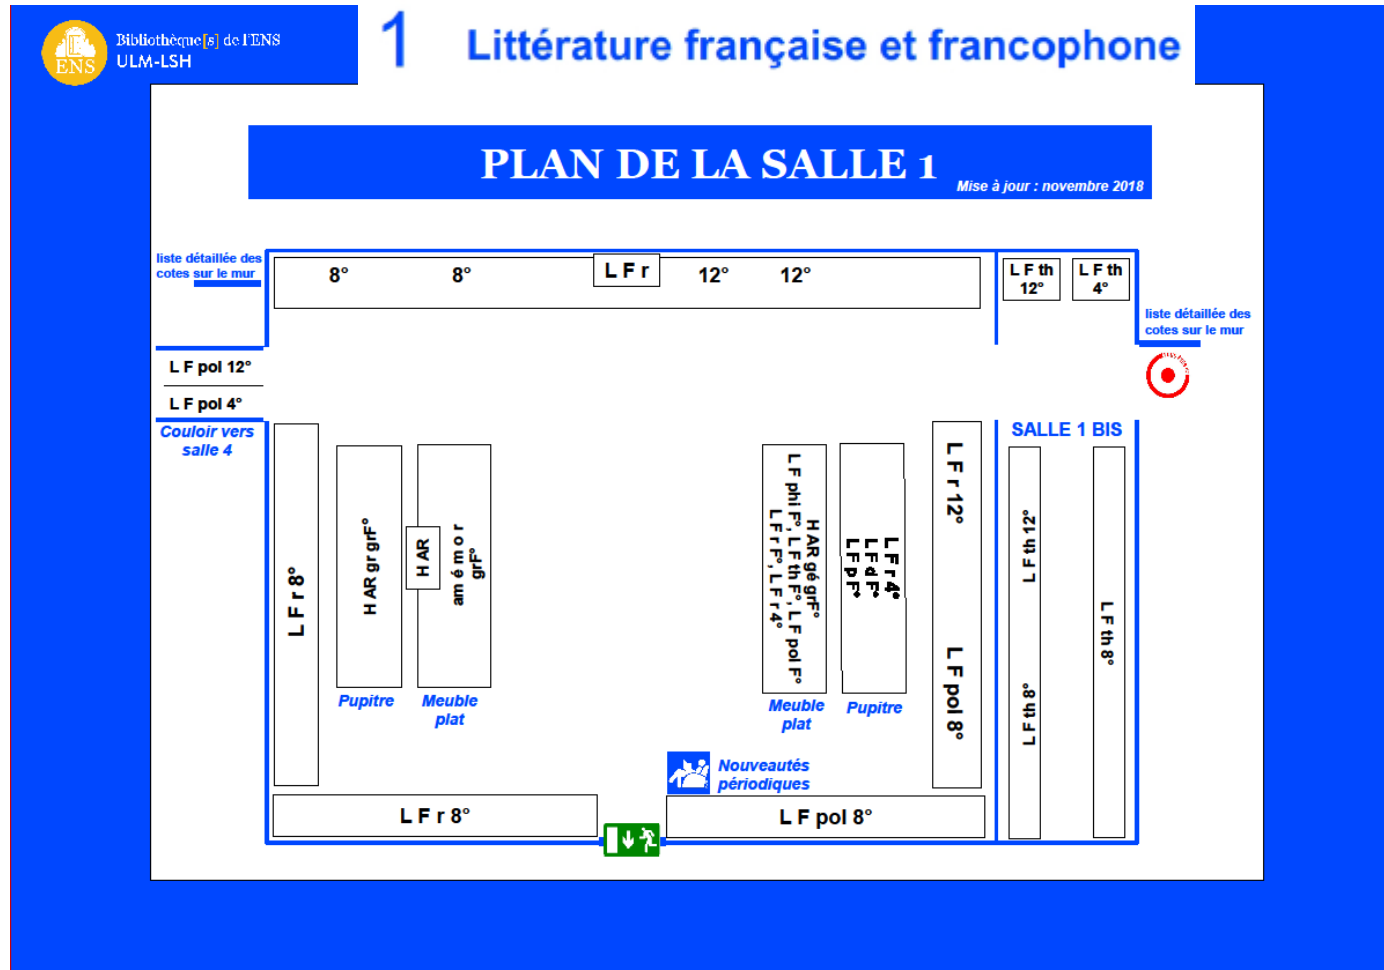 Bibliothèque[s] de l'ENS
ULM-LSH
1 Littérature française et francophone
PLAN DE LA SALLE 1
Mise à jour : novembre 2018
liste détaillée des
cotes sur le mur
8°
8°
L F r
12°
12°
L F th
12°
L F th
4°
liste détaillée des
cotes sur le mur
L F pol 12°
L F pol 4°
Couloir vers
salle 4
SALLE 1 BIS
L F r 8°
H AR gr grF°
H AR
am é m o r
grF°
H AR gé grF°
L F phi F°, L F th F°, L F pol F°
L F r F°, L F r 4°
L F r 4°
L F d F°
L F p F°
L F r 12°
L F pol 8°
L F th 12°
L F th 8°
L F th 8°
Pupitre
Meuble
plat
Meuble
plat
Pupitre
Nouveautés
périodiques
L F r 8°
L F pol 8°
ENS